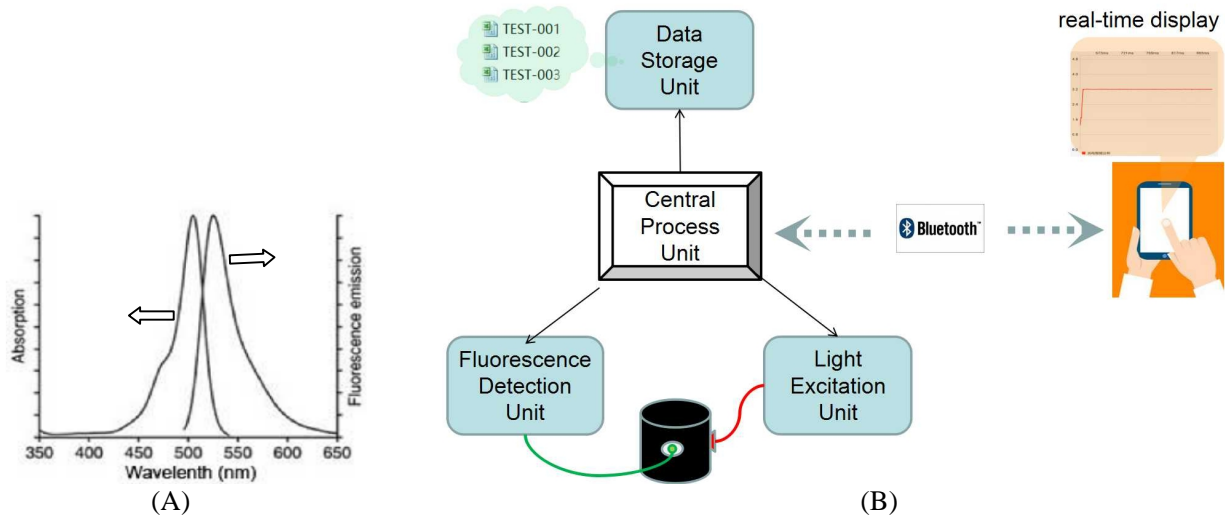 Absorption
Fluorescence emission
350 400 450 500 550 600 650
Wavelenth (nm)
(A)
TEST-001
TEST-002
TEST-003
Data
Storage
Unit
real-time display
Central
Process
Unit
Bluetooth™
Fluorescence
Detection
Unit
Light
Excitation
Unit
(B)